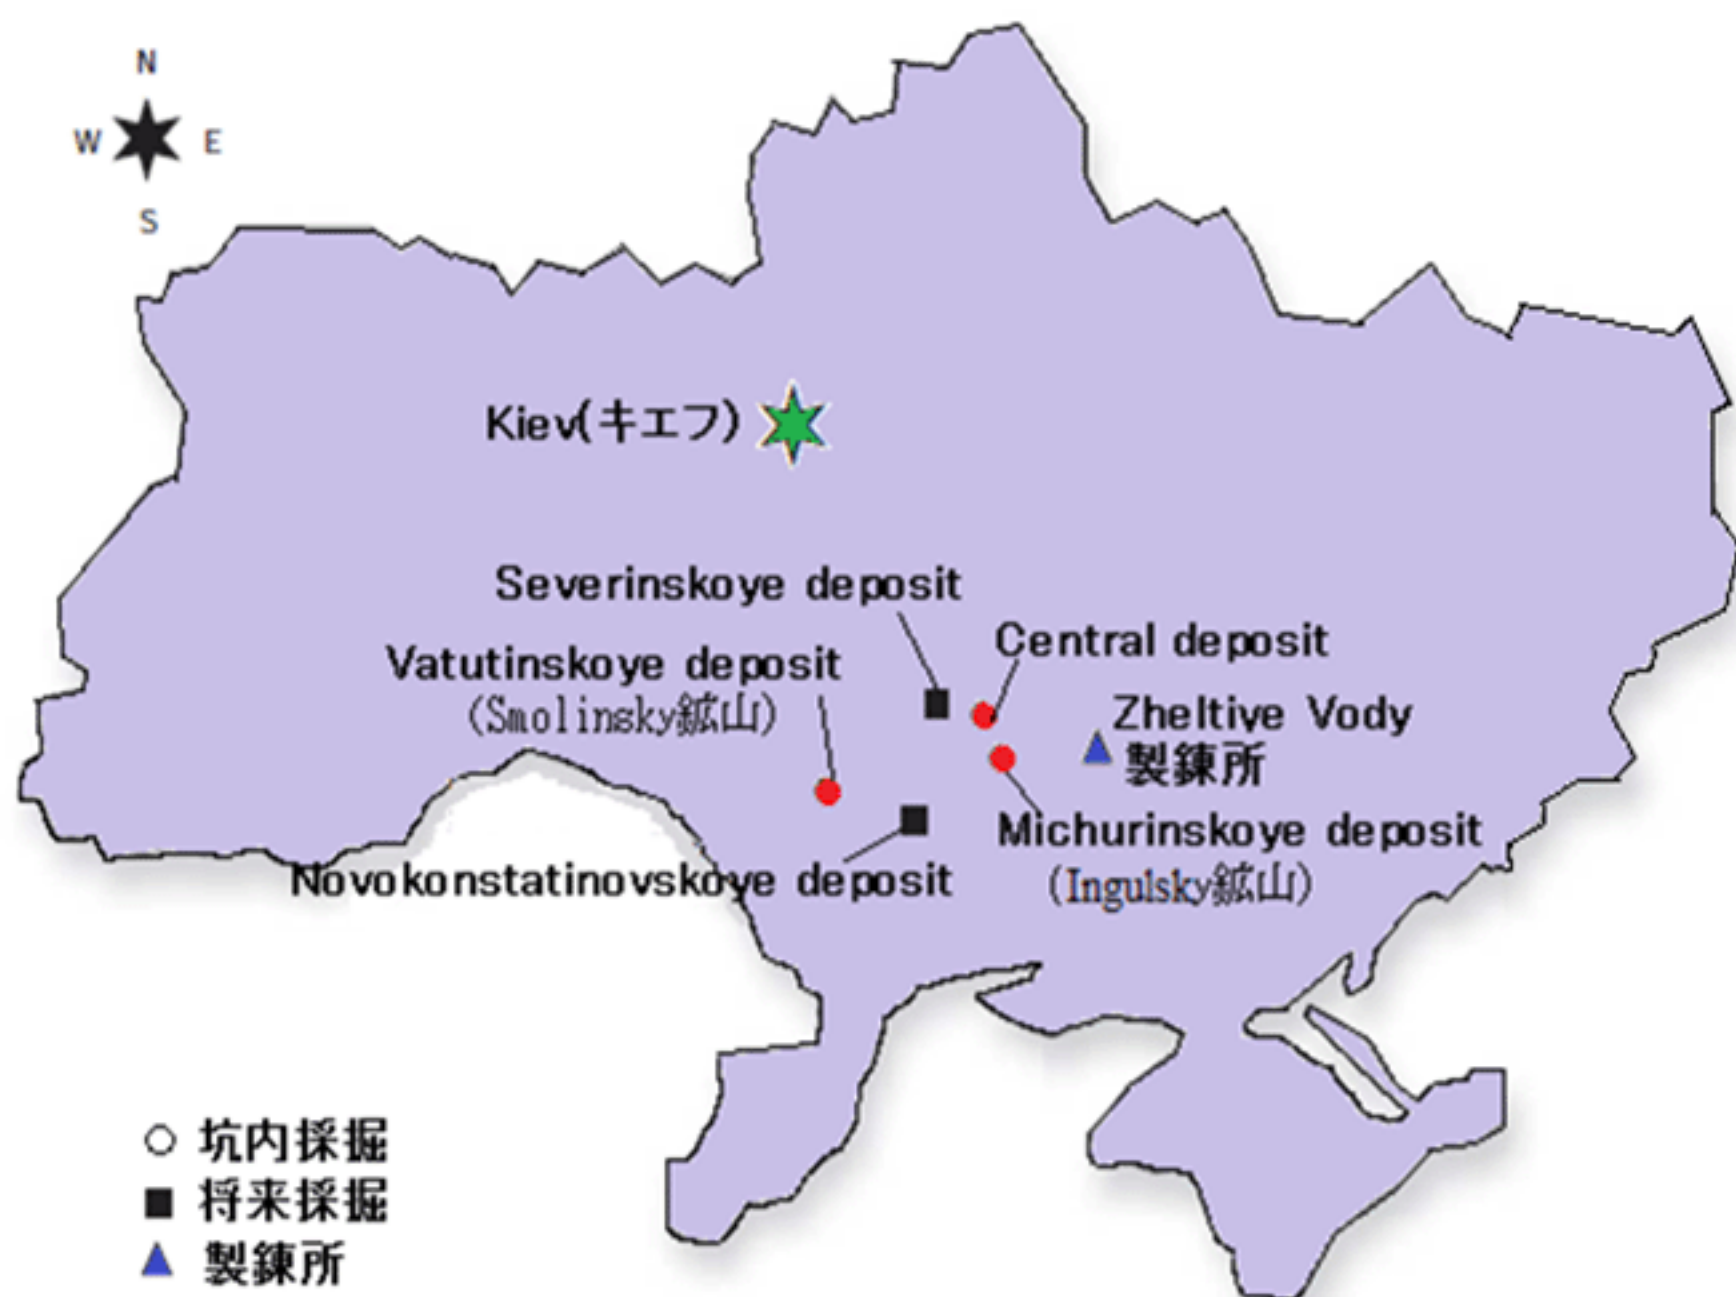 N
W E
S
Kiev(キエフ)
Severinskoye deposit
Central deposit
Vatutinskoye deposit
(Smolinsky鉱山)
Zheltive Vody
製錬所
Michurinskoye deposit
(Ingulsky鉱山)
Novokonstatinovskoye deposit
坑内採掘
将来採掘
製錬所